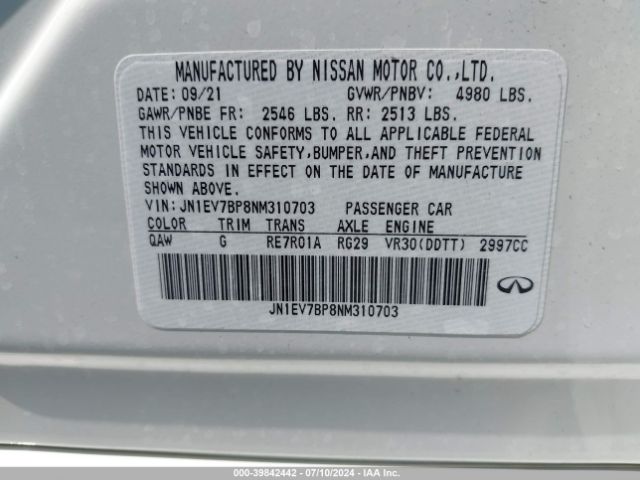 MANUFACTURED BY NISSAN MOTOR CO.,LTD.
DATE: 09/21 GVWR/PNBV: 4980 LBS.
GAWR/PNBE FR: 2546 LBS. RR: 2513 LBS.
THIS VEHICLE CONFORMS TO ALL APPLICABLE FEDERAL
MOTOR VEHICLE SAFETY,BUMPER,AND THEFT PREVENTION
STANDARDS IN EFFECT ON THE DATE OF MANUFACTURE
SHOWN ABOVE.
VIN:JN1EV7BP8NM310703 PASSENGER CAR
COLOR TRIM TRANS AXLE ENGINE
QAW G RE7R01A RG29 VR30(DDTT) 2997CC
JN1EV7BP8NM310703
000-39842442 - 07/10/2024 - IAA, Inc.